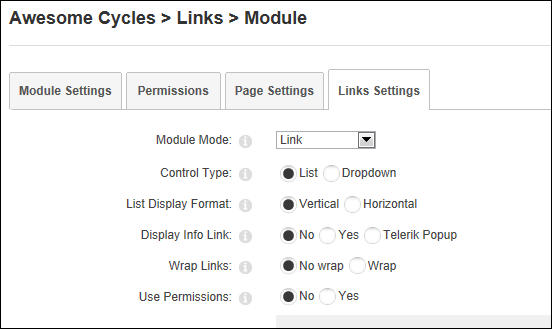 Awesome Cycles > Links > Module
Module Settings Permissions Page Settings Links Settings
Module Mode: Link
Control Type: List Dropdown
List Display Format: Vertical Horizontal
Display Info Link: No Yes Telerik Popup
Wrap Links: No wrap Wrap
Use Permissions: No Yes